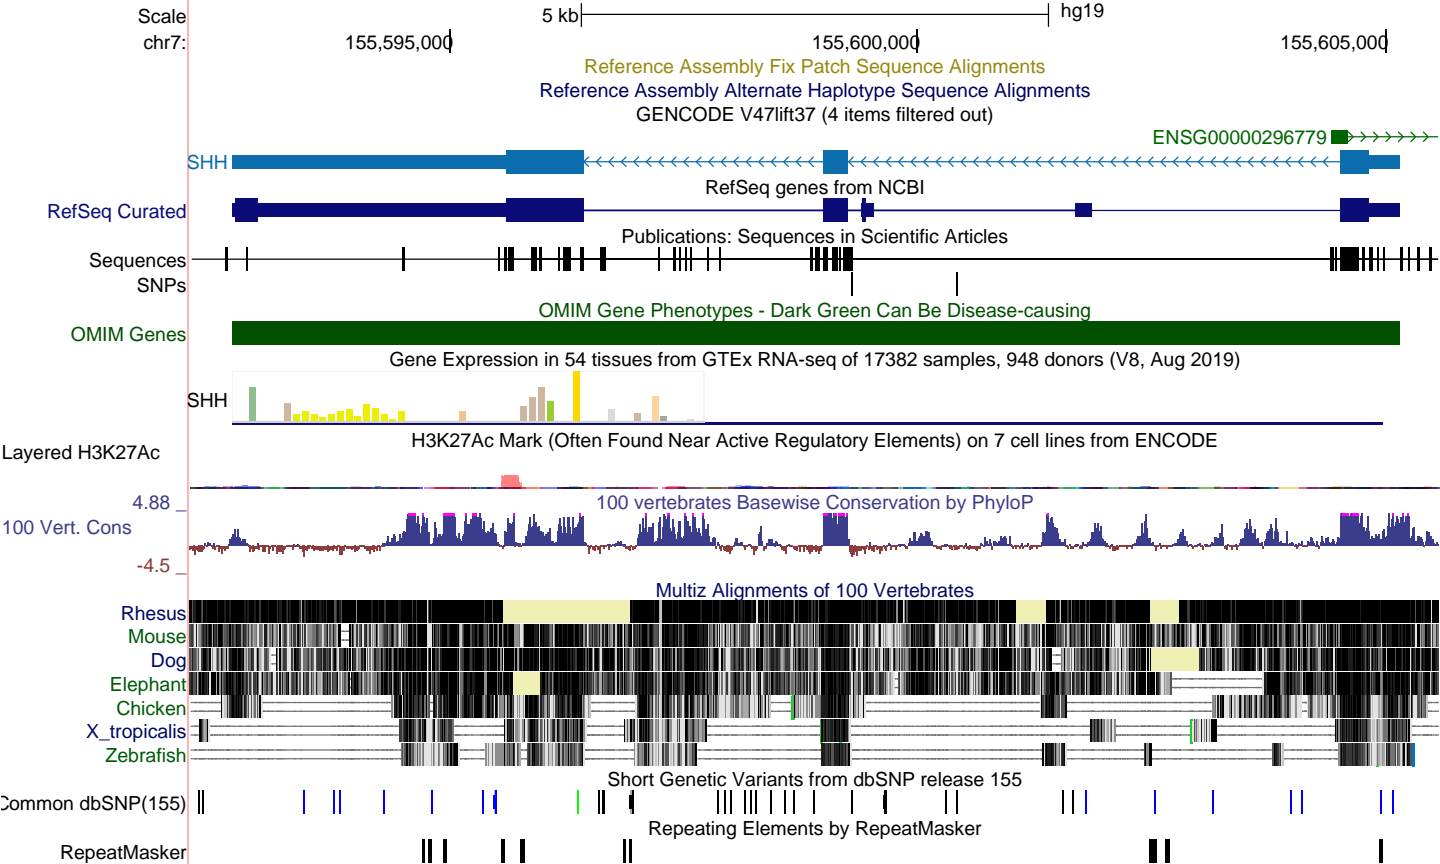 Scale 5 kb hg19
chr7: 155,595,000 155,600,000 155,605,000
Reference Assembly Fix Patch Sequence Alignments
Reference Assembly Alternate Haplotype Sequence Alignments
GENCODE V47lift37 (4 items filtered out)
ENSG00000296779
SHH
RefSeq genes from NCBI
RefSeq Curated
Publications: Sequences in Scientific Articles
Sequences
SNPs
OMIM Gene Phenotypes - Dark Green Can Be Disease-causing
OMIM Genes
Gene Expression in 54 tissues from GTEx RNA-seq of 17382 samples, 948 donors (V8, Aug 2019)
SHH
H3K27Ac Mark (Often Found Near Active Regulatory Elements) on 7 cell lines from ENCODE
Layered H3K27Ac
100 vertebrates Basewise Conservation by PhyloP
4.88 _
100 Vert. Cons
-4.5 _
Multiz Alignments of 100 Vertebrates
Rhesus
Mouse
Dog
Elephant
Chicken
X_tropicalis
Zebrafish
Short Genetic Variants from dbSNP release 155
Common dbSNP(155)
Repeating Elements by RepeatMasker
RepeatMasker